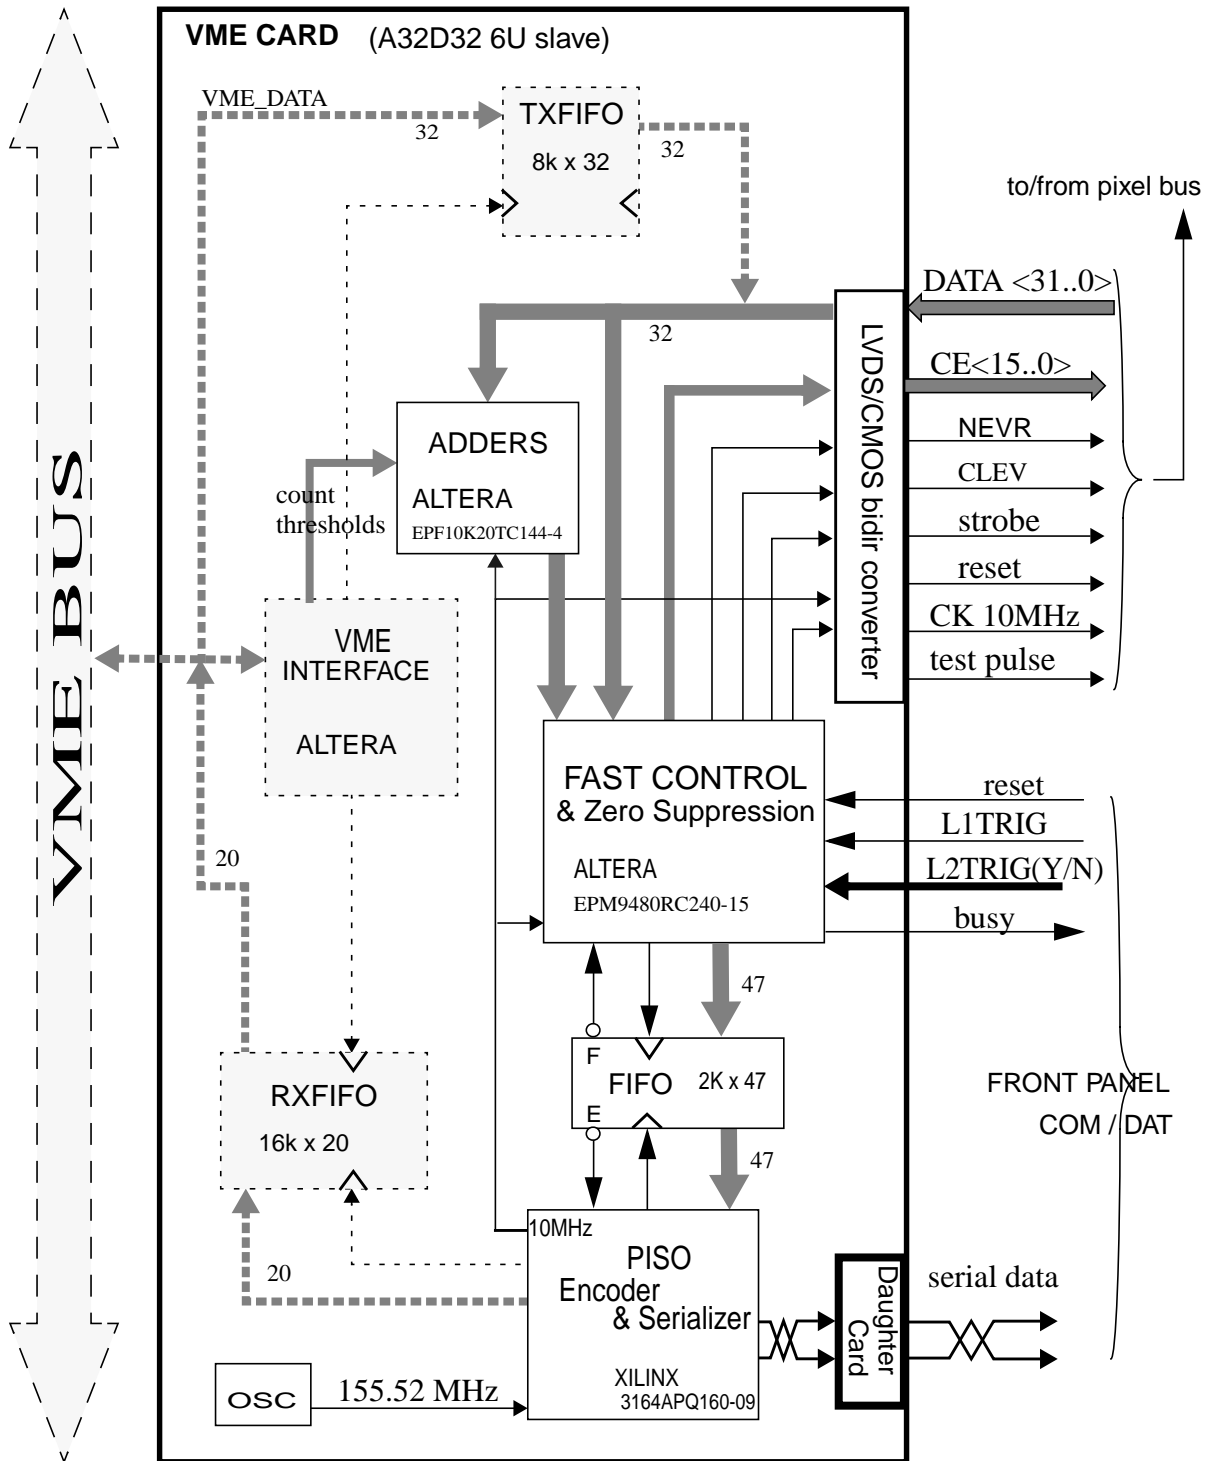 VME CARD (A32D32 6U slave)
VME_DATA
32
TXFIFO
8k x 32
32
to/from pixel bus
DATA <31..0>
32
CE<15..0>
LVDS/CMOS bidir converter
NEVR
CLEV
strobe
reset
CK 10MHz
test pulse
ADDERS
ALTERA
EPF10K20TC144-4
count
thresholds
VME BUS
VME
INTERFACE
ALTERA
FAST CONTROL
& Zero Suppression
ALTERA
EPM9480RC240-15
reset
L1TRIG
L2TRIG(Y/N)
busy
20
47
F
FIFO 2K x 47
E
RXFIFO
16k x 20
FRONT PANEL
COM / DAT
47
20
10MHz
PISO
Encoder
& Serializer
XILINX
3164APQ160-09
Daughter
Card
serial data
OSC
155.52 MHz